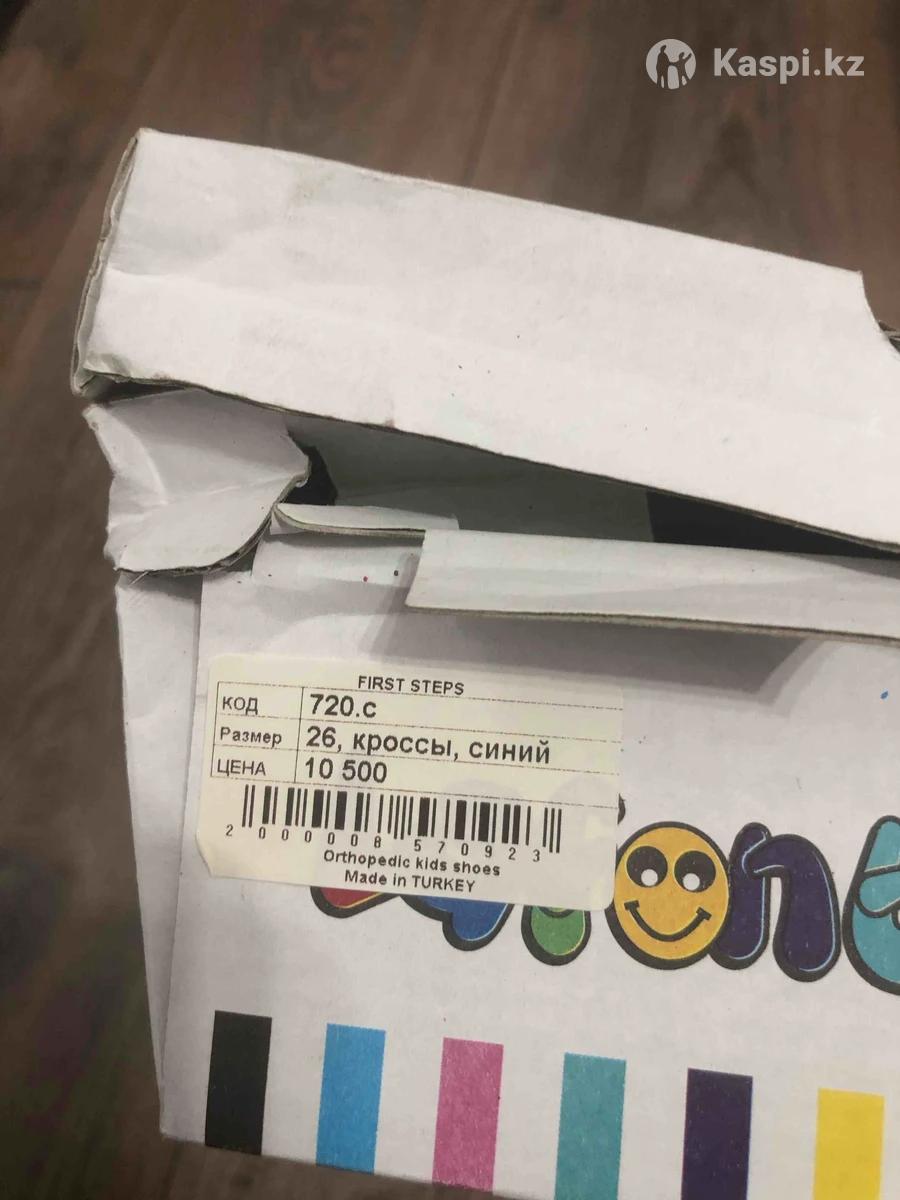 Kaspi.kz
FIRST STEPS
КОД 720.с
Размер 26, кроссы, синий
ЦЕНА 10 500
2 000008 570923
Orthopedic kids shoes
Made in TURKEY